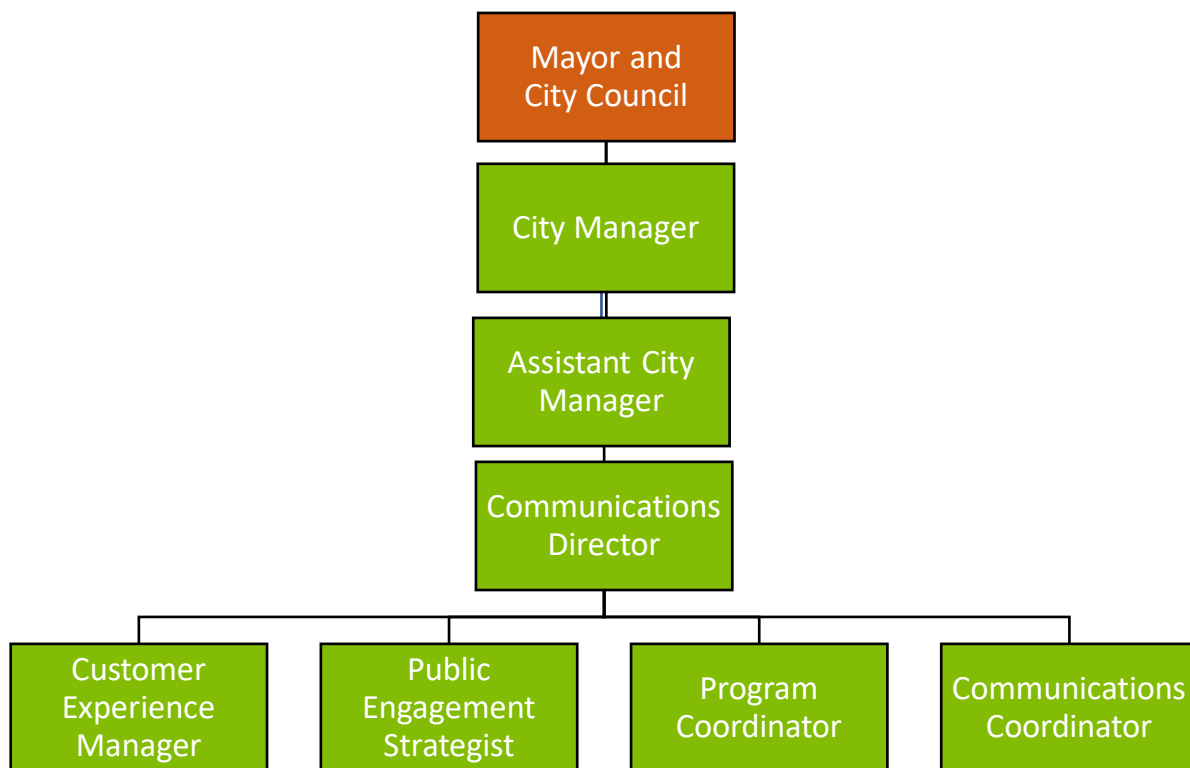 Mayor and
City Council
City Manager
Assistant City
Manager
Communications
Director
Customer
Experience
Manager
Public
Engagement
Strategist
Program
Coordinator
Communications
Coordinator